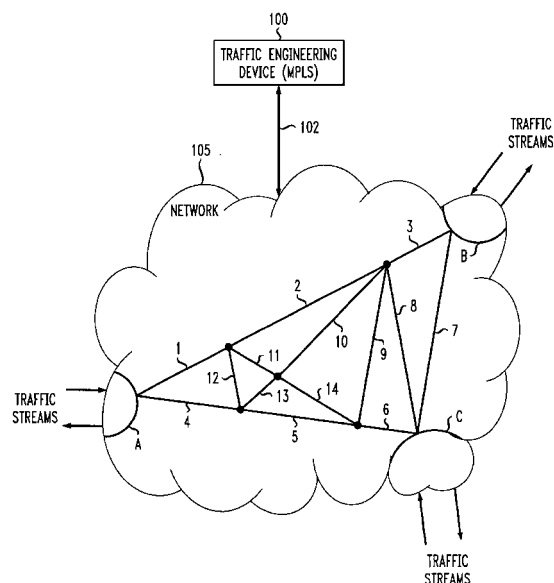 100
TRAFFIC ENGINEERING
DEVICE (MPLS)
102
TRAFFIC
STREAMS
105
NETWORK
3
B
2
8
10
7
9
1
11
12
14
13
TRAFFIC
STREAMS
4
6
C
5
A
TRAFFIC
STREAMS